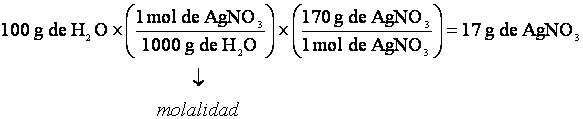 100 g de H₂O × (1 mol de AgNO₃ / 1000 g de H₂O) × (170 g de AgNO₃ / 1 mol de AgNO₃) = 17 g de AgNO₃
↓
molalidad